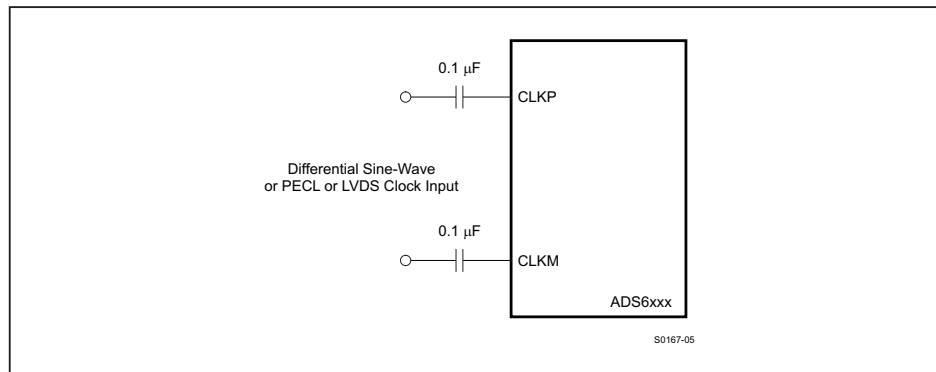 0.1 μF
CLKP
Differential Sine-Wave
or PECL or LVDS Clock Input
0.1 μF
CLKM
ADS6xxx
S0167-05